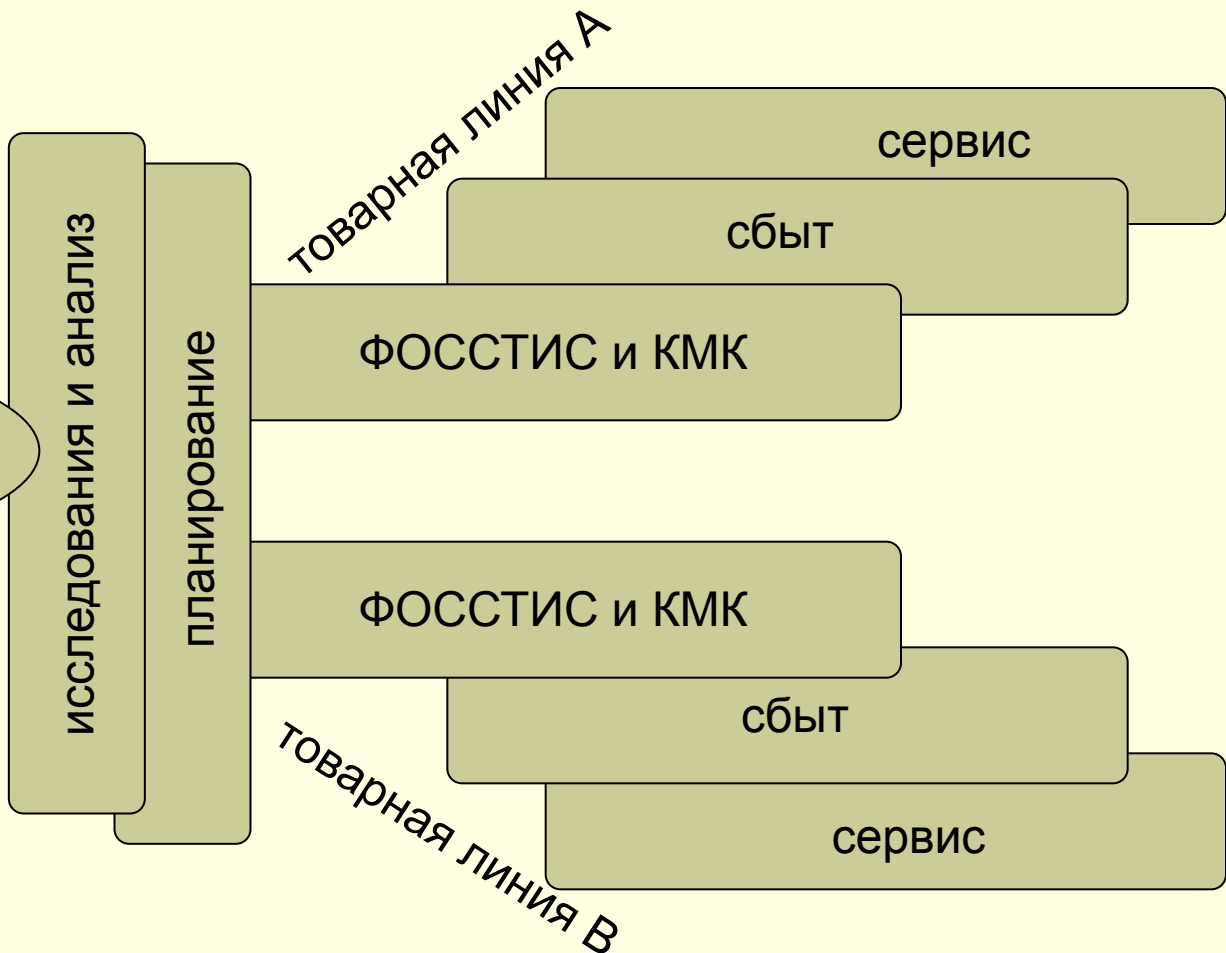 исследования и анализ
планирование
товарная линия А
сервис
сбыт
ФОССТИС и КМК
ФОССТИС и КМК
сбыт
сервис
товарная линия В